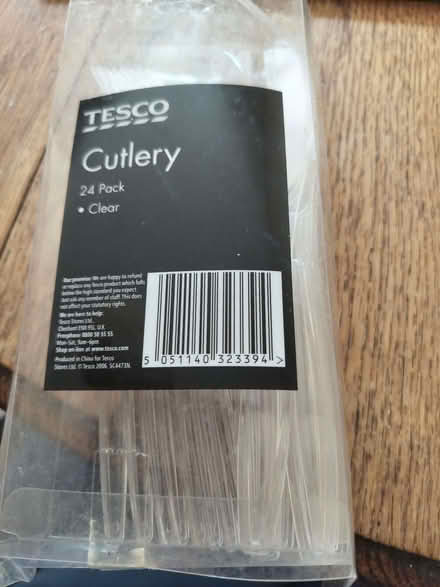 TESCO
Cutlery
24 Pack
• Clear
Our promise: We are happy to refund
or replace any Tesco product which falls
below the high standard you expect.
Just ask any member of staff. This does
not affect your statutory rights.
We are here to help:
Tesco Stores Ltd.,
Cheshunt EN8 9SL. U.K
Freephone 0800 50 55 55
Mon-Sat, 9am-6pm
Shop on line at www.tesco.com
Produced in China for Tesco
Stores Ltd. © Tesco 2006. SC4473N.
5 051140 323394 >